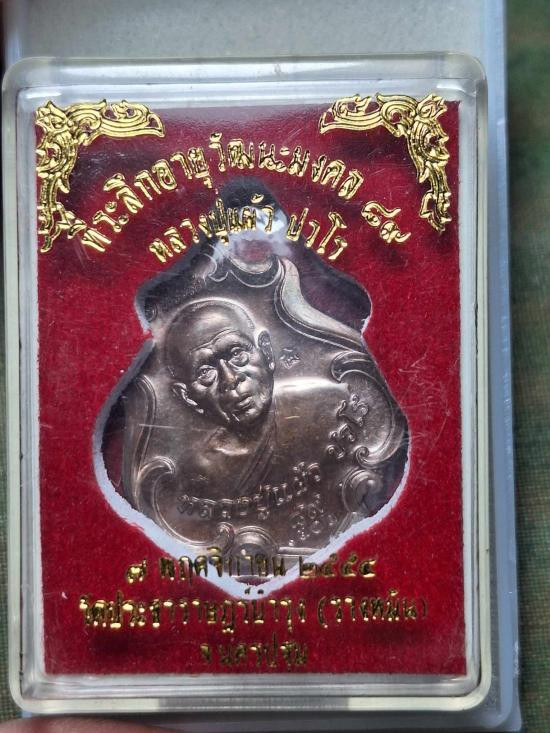 พระลึกอายุวัฒนะมงคล ๘๙
หลวงปู่แผ้ว ปวโร
หลวงปู่แผ้ว ปวโร
๘๙
๗ พฤศจิกายน ๒๕๕๔
วัดประชาราษฎร์บำรุง (รางหมัน)
จ.นครปฐม